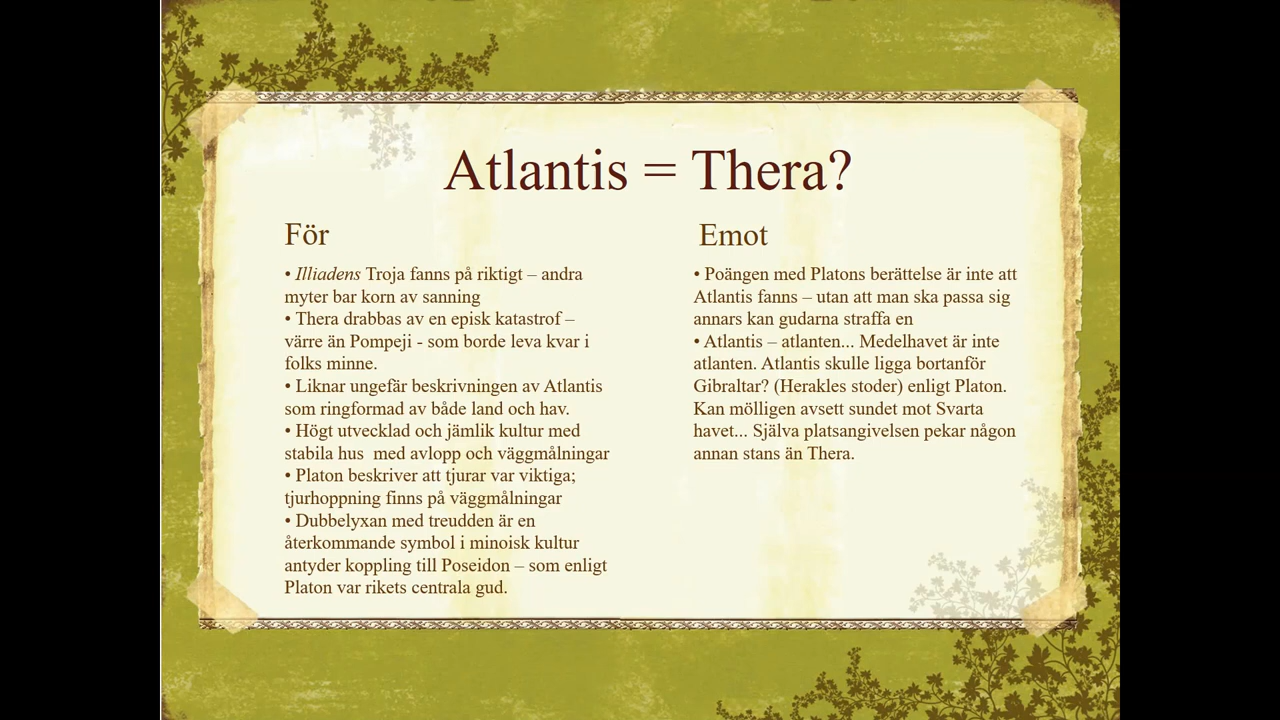 Atlantis = Thera?
För
• Illiadens Troja fanns på riktigt – andra
myter bar korn av sanning
• Thera drabbas av en episk katastrof –
värre än Pompeji - som borde leva kvar i
folks minne.
• Liknar ungefär beskrivningen av Atlantis
som ringformad av både land och hav.
• Högt utvecklad och jämlik kultur med
stabila hus  med avlopp och väggmålningar
• Platon beskriver att tjurar var viktiga;
tjurhoppning finns på väggmålningar
• Dubbelyxan med treudden är en
återkommande symbol i minoisk kultur
antyder koppling till Poseidon – som enligt
Platon var rikets centrala gud.
Emot
• Poängen med Platons berättelse är inte att
Atlantis fanns – utan att man ska passa sig
annars kan gudarna straffa en
• Atlantis – atlanten... Medelhavet är inte
atlanten. Atlantis skulle ligga bortanför
Gibraltar? (Herakles stoder) enligt Platon.
Kan mölligen avsett sundet mot Svarta
havet... Själva platsangivelsen pekar någon
annan stans än Thera.